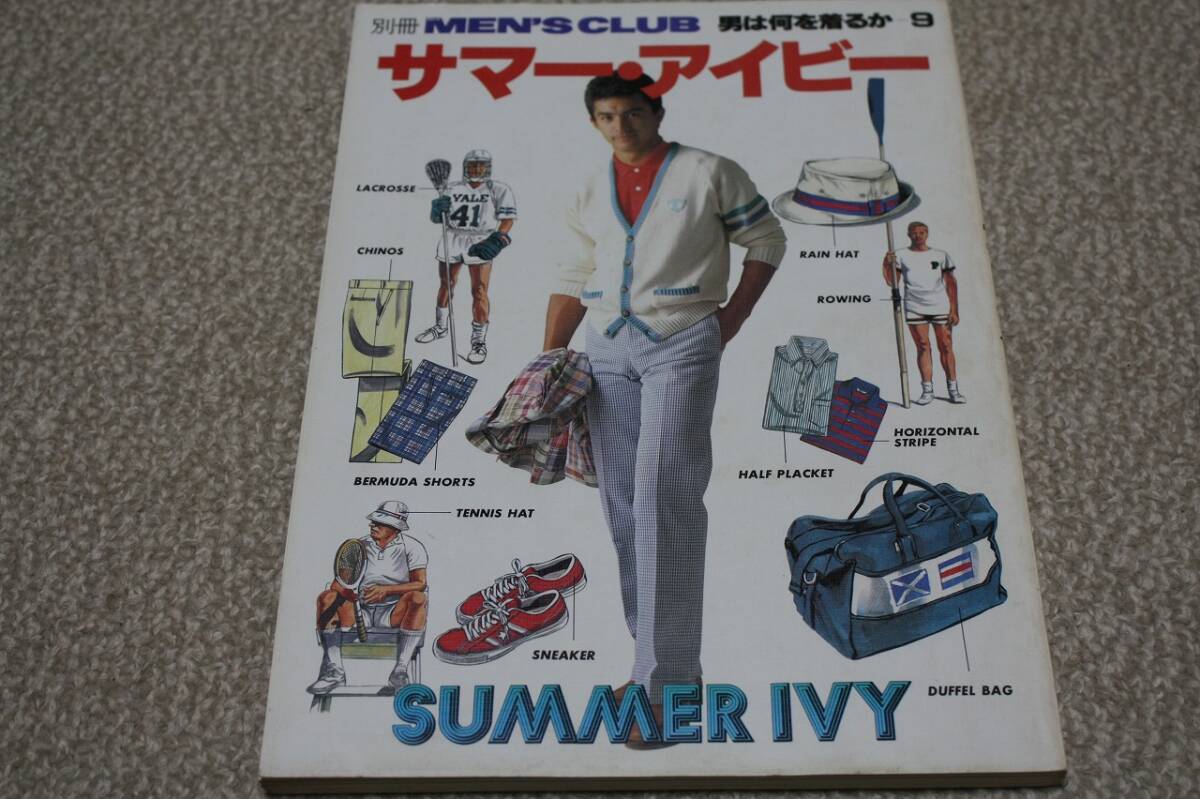 別冊 MEN'S CLUB 男は何を着るか-9
サマー・アイビー
LACROSSE
YALE
41
CHINOS
RAIN HAT
P
ROWING
HORIZONTAL
STRIPE
HALF PLACKET
BERMUDA SHORTS
TENNIS HAT
SNEAKER
DUFFEL BAG
SUMMER IVY